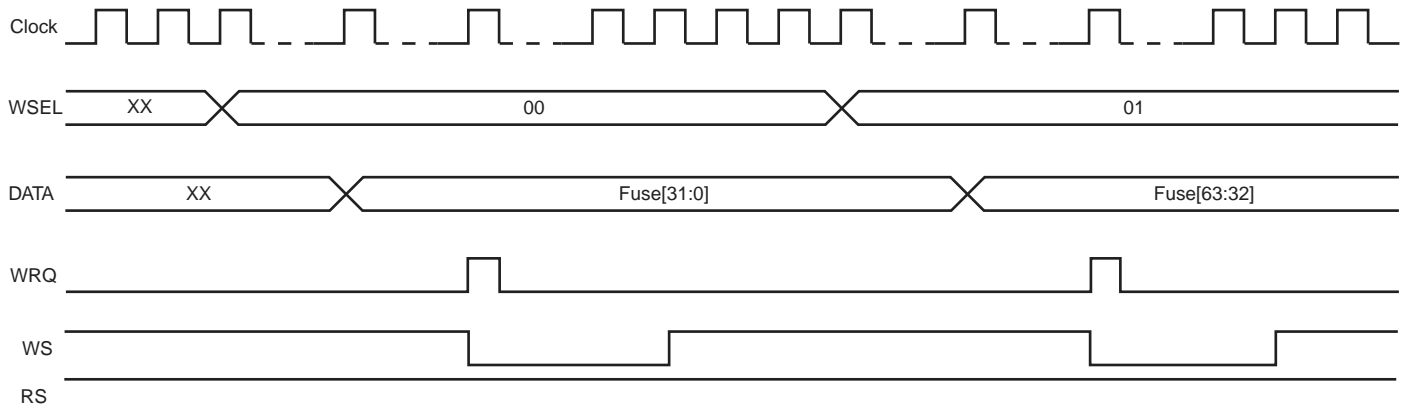 Clock
WSEL XX 00 01
DATA XX Fuse[31:0] Fuse[63:32]
WRQ
WS
RS